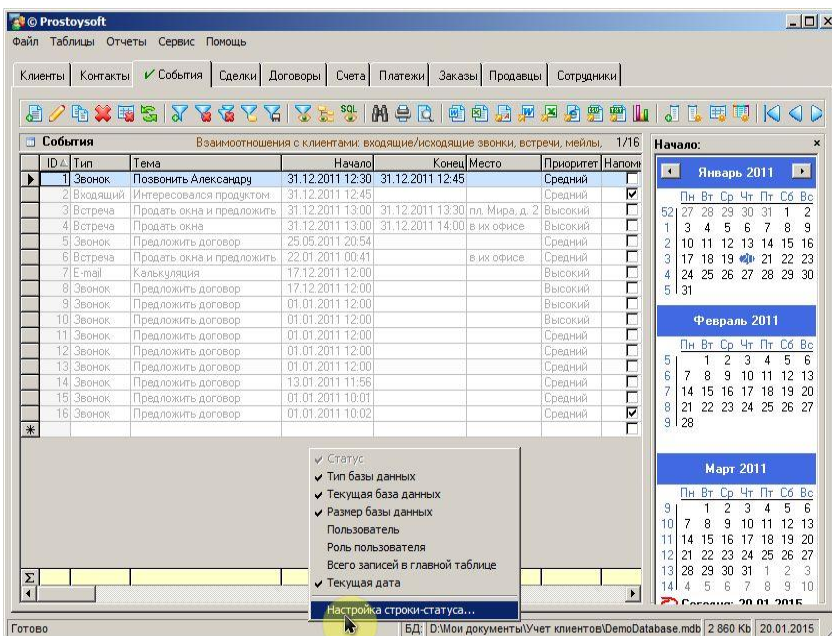 © Prostoysoft
Файл Таблицы Отчеты Сервис Помощь
Клиенты Контакты События Сделки Договоры Счета Платежи Заказы Продавцы Сотрудники
SQL
События Взаимоотношения с клиентами: входящие/исходящие звонки, встречи, мейлы, 1/16
ID Тип Тема Начало Конец Место Приоритет Напомн
1 Звонок Позвонить Александру 31.12.2011 12:30 31.12.2011 12:45 Средний
2 Входящий Интересовался продуктом 31.12.2011 12:45 Средний
3 Встреча Продать окна и предложить 31.12.2011 13:00 31.12.2011 13:30 пл. Мира, д. 2 Высокий
4 Встреча Продать окна 31.12.2011 13:00 31.12.2011 14:00 в их офисе Высокий
5 Звонок Предложить договор 25.05.2011 20:54 Средний
6 Встреча Продать окна и предложить 22.01.2011 00:41 в их офисе Средний
7 E-mail Калькуляция 17.12.2011 12:00 Высокий
8 Звонок Предложить договор 17.12.2011 12:00 Высокий
9 Звонок Предложить договор 01.01.2011 12:00 Высокий
10 Звонок Предложить договор 01.01.2011 12:00 Высокий
11 Звонок Предложить договор 01.01.2011 12:00 Средний
12 Звонок Предложить договор 01.01.2011 12:00 Средний
13 Звонок Предложить договор 01.01.2011 12:00 Средний
14 Звонок Предложить договор 13.01.2011 11:56 Средний
15 Звонок Предложить договор 01.01.2011 10:01 Средний
16 Звонок Предложить договор 01.01.2011 10:02 Средний
Σ
Статус
Тип базы данных
Текущая база данных
Размер базы данных
Пользователь
Роль пользователя
Всего записей в главной таблице
Текущая дата
Настройка строки-статуса...
Начало:
Январь 2011
Пн Вт Ср Чт Пт Сб Вс
52 27 28 29 30 31 1 2
1 3 4 5 6 7 8 9
2 10 11 12 13 14 15 16
3 17 18 19 20 21 22 23
4 24 25 26 27 28 29 30
5 31
Февраль 2011
Пн Вт Ср Чт Пт Сб Вс
5 1 2 3 4 5 6
6 7 8 9 10 11 12 13
7 14 15 16 17 18 19 20
8 21 22 23 24 25 26 27
9 28
Март 2011
Пн Вт Ср Чт Пт Сб Вс
9 1 2 3 4 5 6
10 7 8 9 10 11 12 13
11 14 15 16 17 18 19 20
12 21 22 23 24 25 26 27
13 28 29 30 31 1 2 3
14 4 5 6 7 8 9 10
Сегодня: 20.01.2015
Готово БД: D:\Мои документы\Учет клиентов\DemoDatabase.mdb 2 860 Kb 20.01.2015